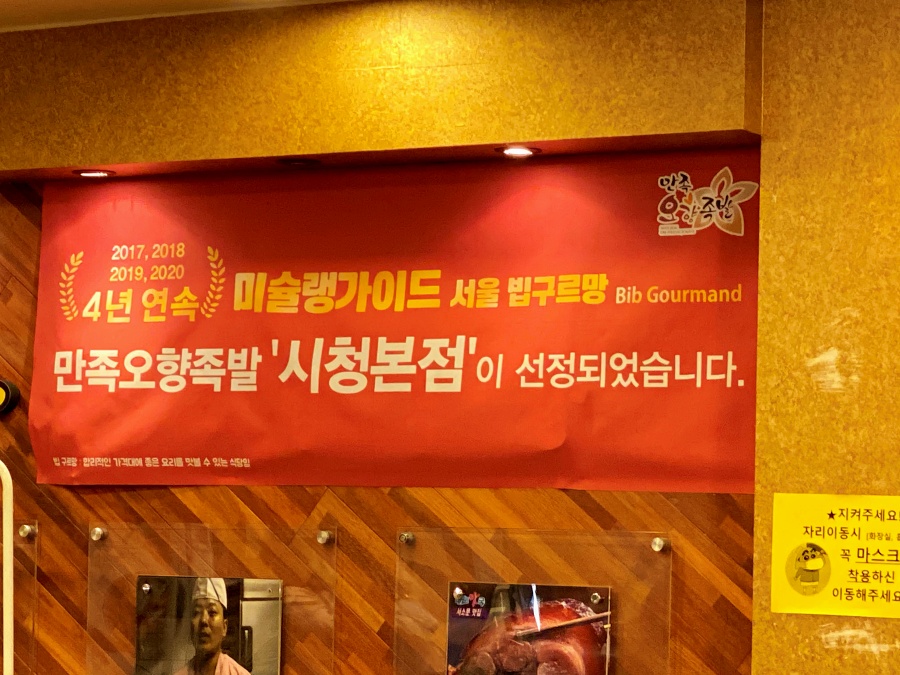 만족
오향족발
2017, 2018
2019, 2020
4년 연속
미슐랭가이드 서울 빕구르망 Bib Gourmand
만족오향족발 '시청본점'이 선정되었습니다.
빕 구르망 : 합리적인 가격대에 좋은 요리를 맛볼 수 있는 식당임
★지켜주세요!
자리이동시 (화장실,
꼭 마스크
착용하신
이동해주세요